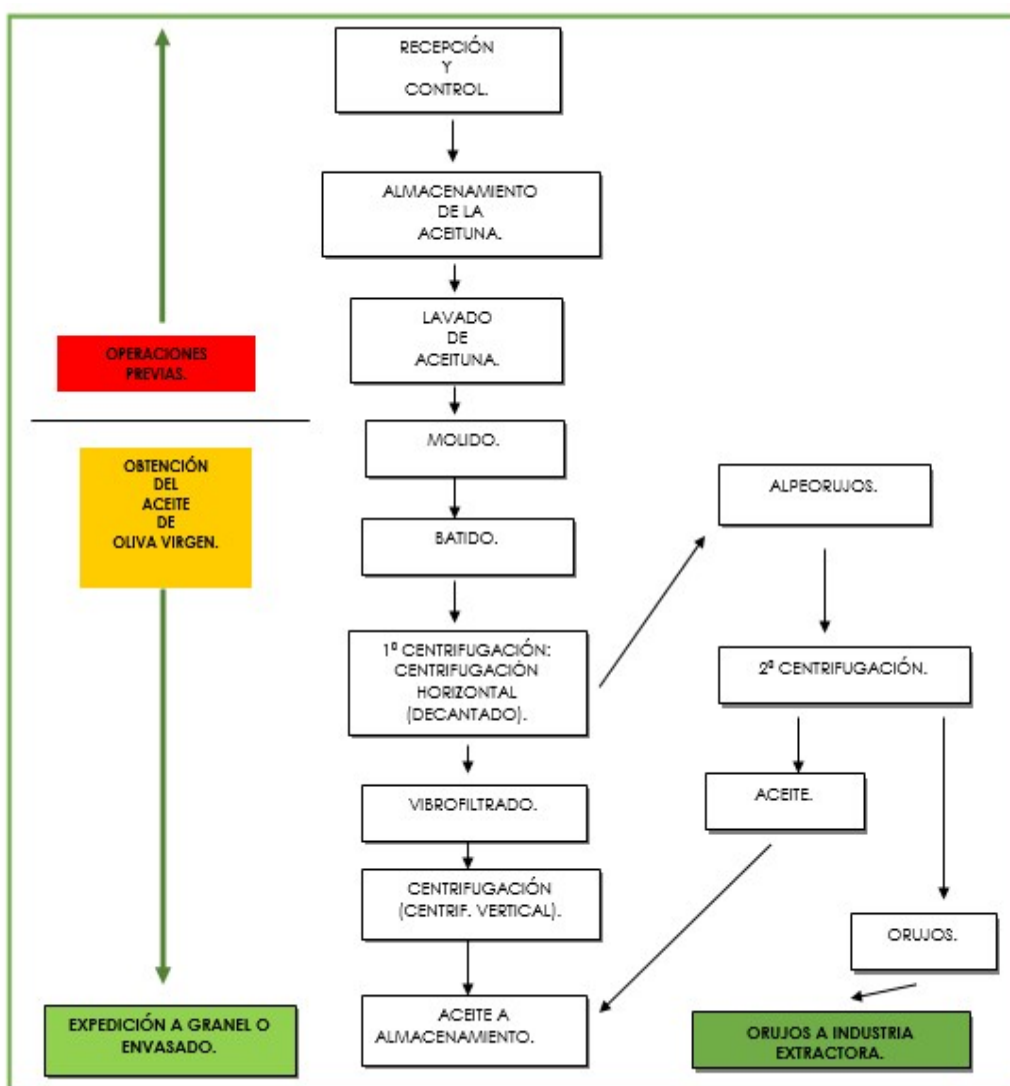 RECEPCIÓN
Y
CONTROL.
ALMACENAMIENTO
DE LA
ACEITUNA.
LAVADO
DE
ACEITUNA.
OPERACIONES
PREVIAS.
MOLIDO.
OBTENCIÓN
DEL
ACEITE
DE
OLIVA VIRGEN.
ALPEORUJOS.
BATIDO.
1ª CENTRIFUGACIÓN:
CENTRIFUGACIÓN
HORIZONTAL
(DECANTADO).
2ª CENTRIFUGACIÓN.
VIBROFILTRADO.
ACEITE.
CENTRIFUGACIÓN
(CENTRIF. VERTICAL).
ORUJOS.
EXPEDICIÓN A GRANEL O
ENVASADO.
ACEITE A
ALMACENAMIENTO.
ORUJOS A INDUSTRIA
EXTRACTORA.